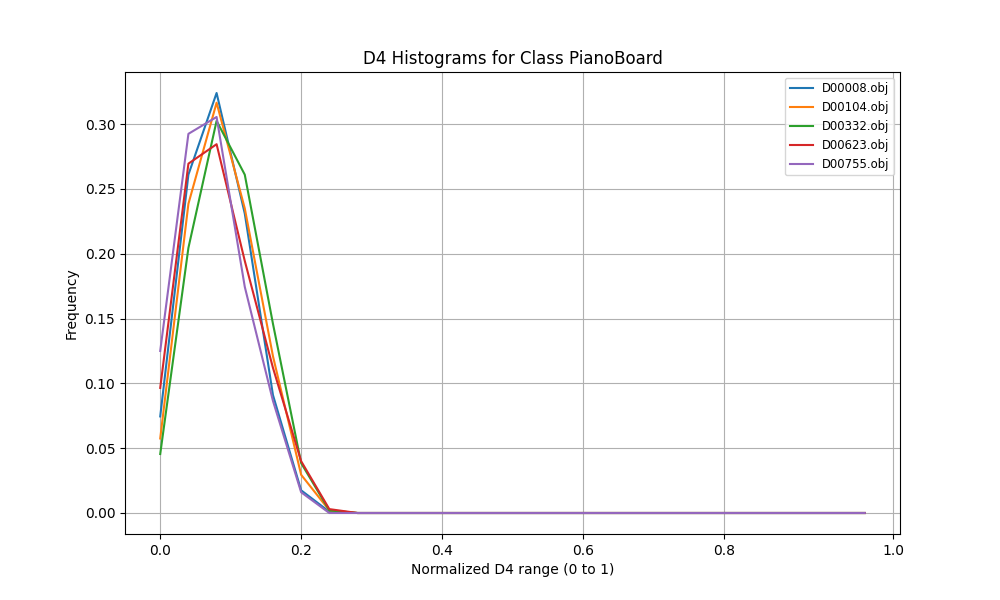 D4 Histograms for Class PianoBoard
D00008.obj
D00104.obj
D00332.obj
D00623.obj
D00755.obj
0.30
0.25
0.20
0.15
0.10
0.05
0.00
Frequency
0.0 0.2 0.4 0.6 0.8 1.0
Normalized D4 range (0 to 1)